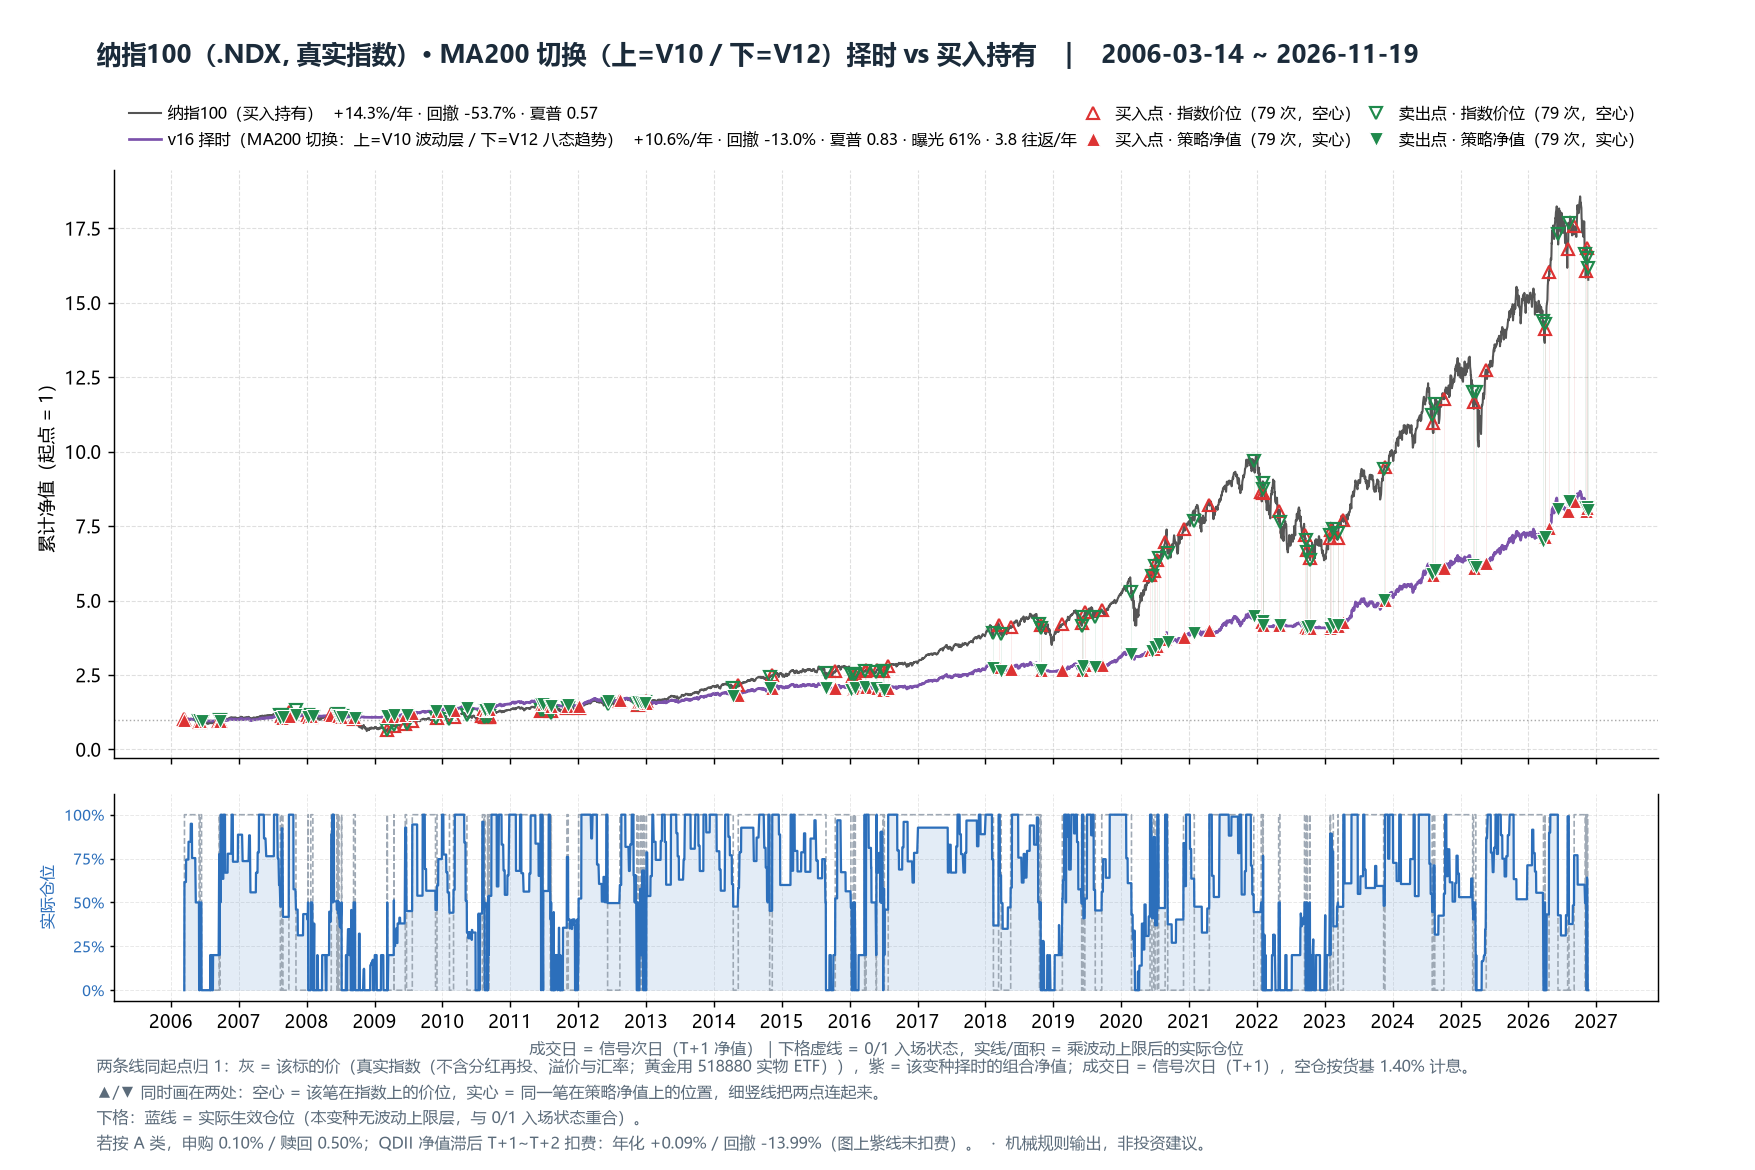 纳指100（.NDX, 真实指数）· MA200 切换（上=V10 / 下=V12）择时 vs 买入持有 | 2006-03-14 ~ 2026-11-19
纳指100（买入持有） +14.3%/年 · 回撤 -53.7% · 夏普 0.57
v16 择时（MA200 切换：上=V10 波动层 / 下=V12 八态趋势） +10.6%/年 · 回撤 -13.0% · 夏普 0.83 · 曝光 61% · 3.8 往返/年
买入点 · 指数价位（79 次，空心）
卖出点 · 指数价位（79 次，空心）
买入点 · 策略净值（79 次，实心）
卖出点 · 策略净值（79 次，实心）
累计净值（起点 = 1）
17.5
15.0
12.5
10.0
7.5
5.0
2.5
0.0
实际仓位
100%
75%
50%
25%
0%
2006 2007 2008 2009 2010 2011 2012 2013 2014 2015 2016 2017 2018 2019 2020 2021 2022 2023 2024 2025 2026 2027
成交日 = 信号次日（T+1 净值）｜下格虚线 = 0/1 入场状态，实线/面积 = 乘波动上限后的实际仓位
两条线同起点归 1：灰 = 该标的价（真实指数（不含分红再投、溢价与汇率；黄金用 518880 实物 ETF）），紫 = 该变种择时的组合净值；成交日 = 信号次日（T+1），空仓按货基 1.40% 计息。
▲/▼ 同时画在两处：空心 = 该笔在指数上的价位，实心 = 同一笔在策略净值上的位置，细竖线把两点连起来。
下格：蓝线 = 实际生效仓位（本变种无波动上限层，与 0/1 入场状态重合）。
若按 A 类，申购 0.10% / 赎回 0.50%；QDII 净值滞后 T+1~T+2 扣费：年化 +0.09% / 回撤 -13.99%（图上紫线未扣费）。 · 机械规则输出，非投资建议。